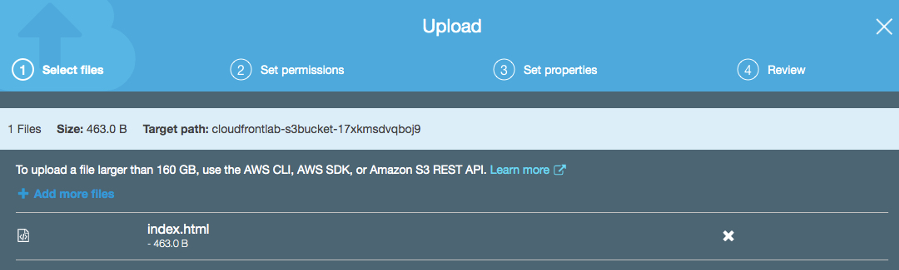 Upload
1 Select files 2 Set permissions 3 Set properties 4 Review
1 Files Size: 463.0 B Target path: cloudfrontlab-s3bucket-17xkmsdvqboj9
To upload a file larger than 160 GB, use the AWS CLI, AWS SDK, or Amazon S3 REST API. Learn more
Add more files
index.html
- 463.0 B